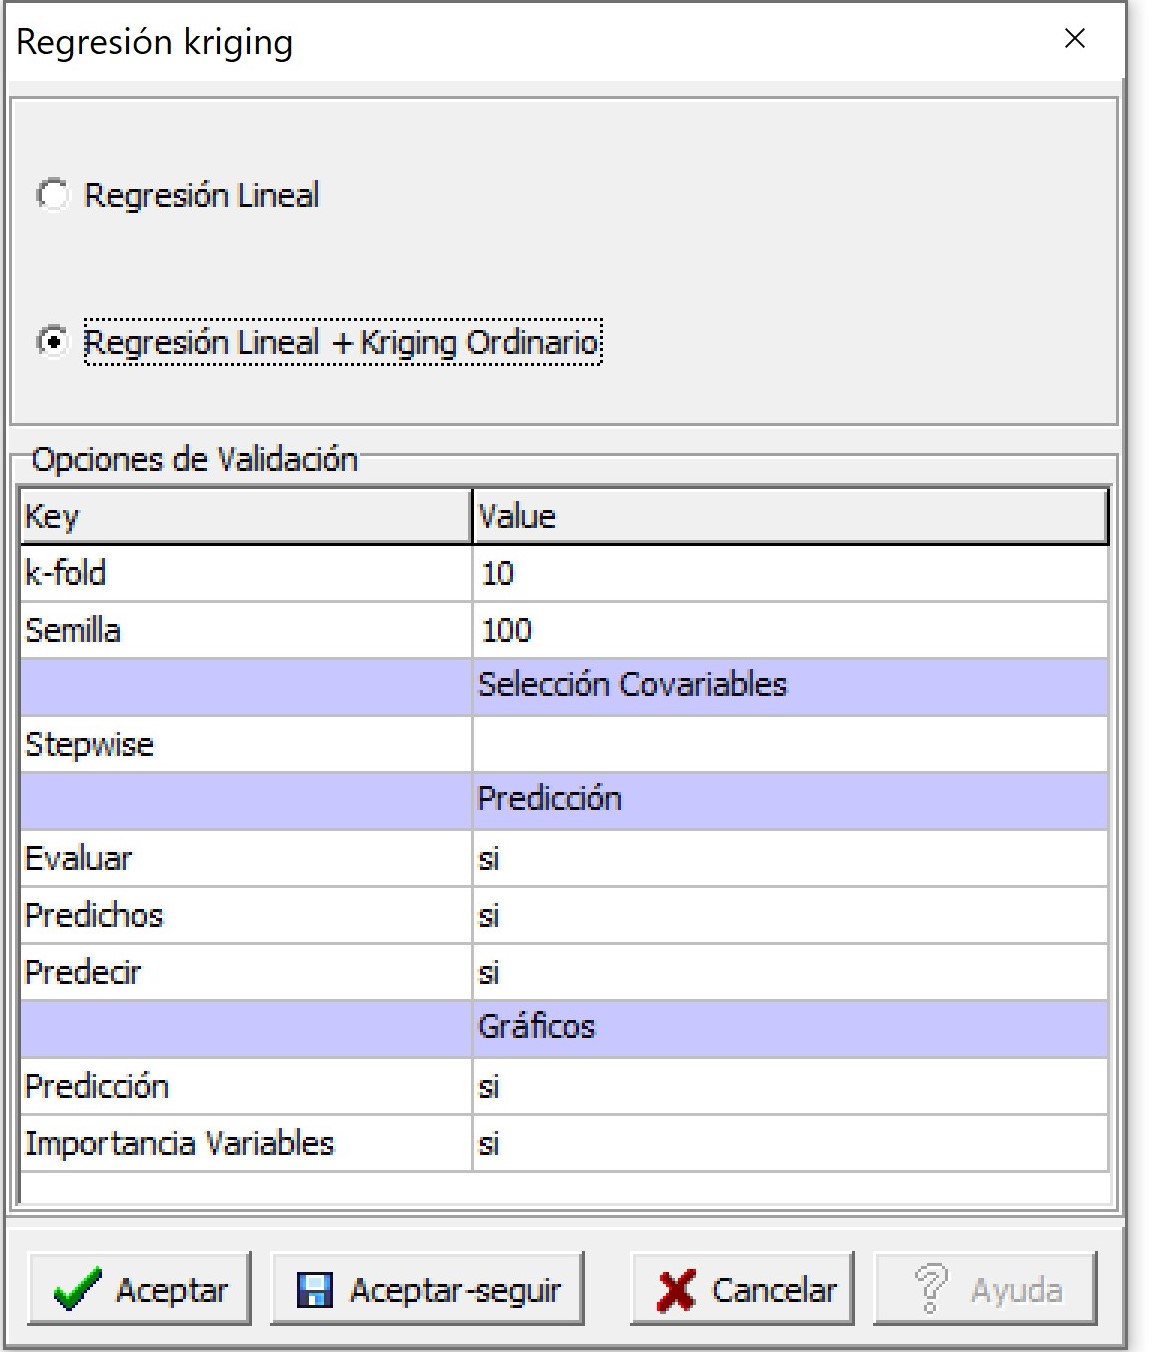 Regresión kriging
Regresión Lineal
Regresión Lineal + Kriging Ordinario
Opciones de Validación
Key Value
k-fold 10
Semilla 100
Selección Covariables
Stepwise
Predicción
Evaluar si
Predichos si
Predecir si
Gráficos
Predicción si
Importancia Variables si
Aceptar Aceptar-seguir Cancelar Ayuda